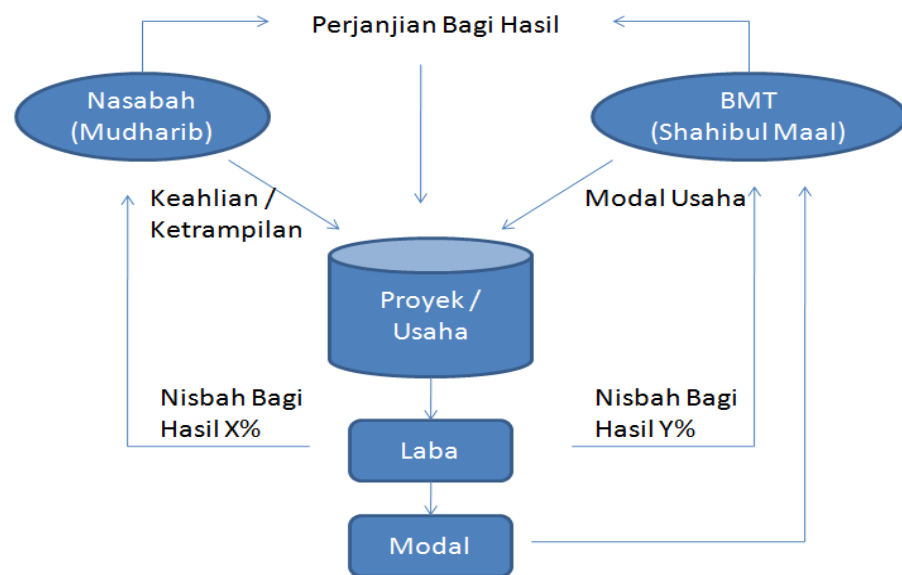 Perjanjian Bagi Hasil
Nasabah
(Mudharib)
BMT
(Shahibul Maal)
Keahlian /
Ketrampilan
Modal Usaha
Proyek /
Usaha
Nisbah Bagi
Hasil X%
Nisbah Bagi
Hasil Y%
Laba
Modal